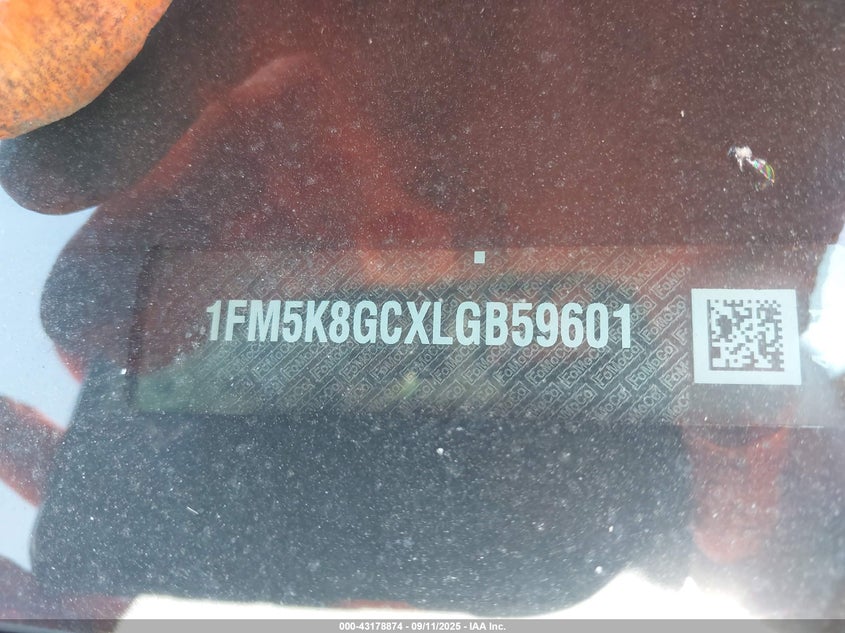 1FM5K8GCXLGB59601
000-43178874 - 09/11/2025 - IAA Inc.